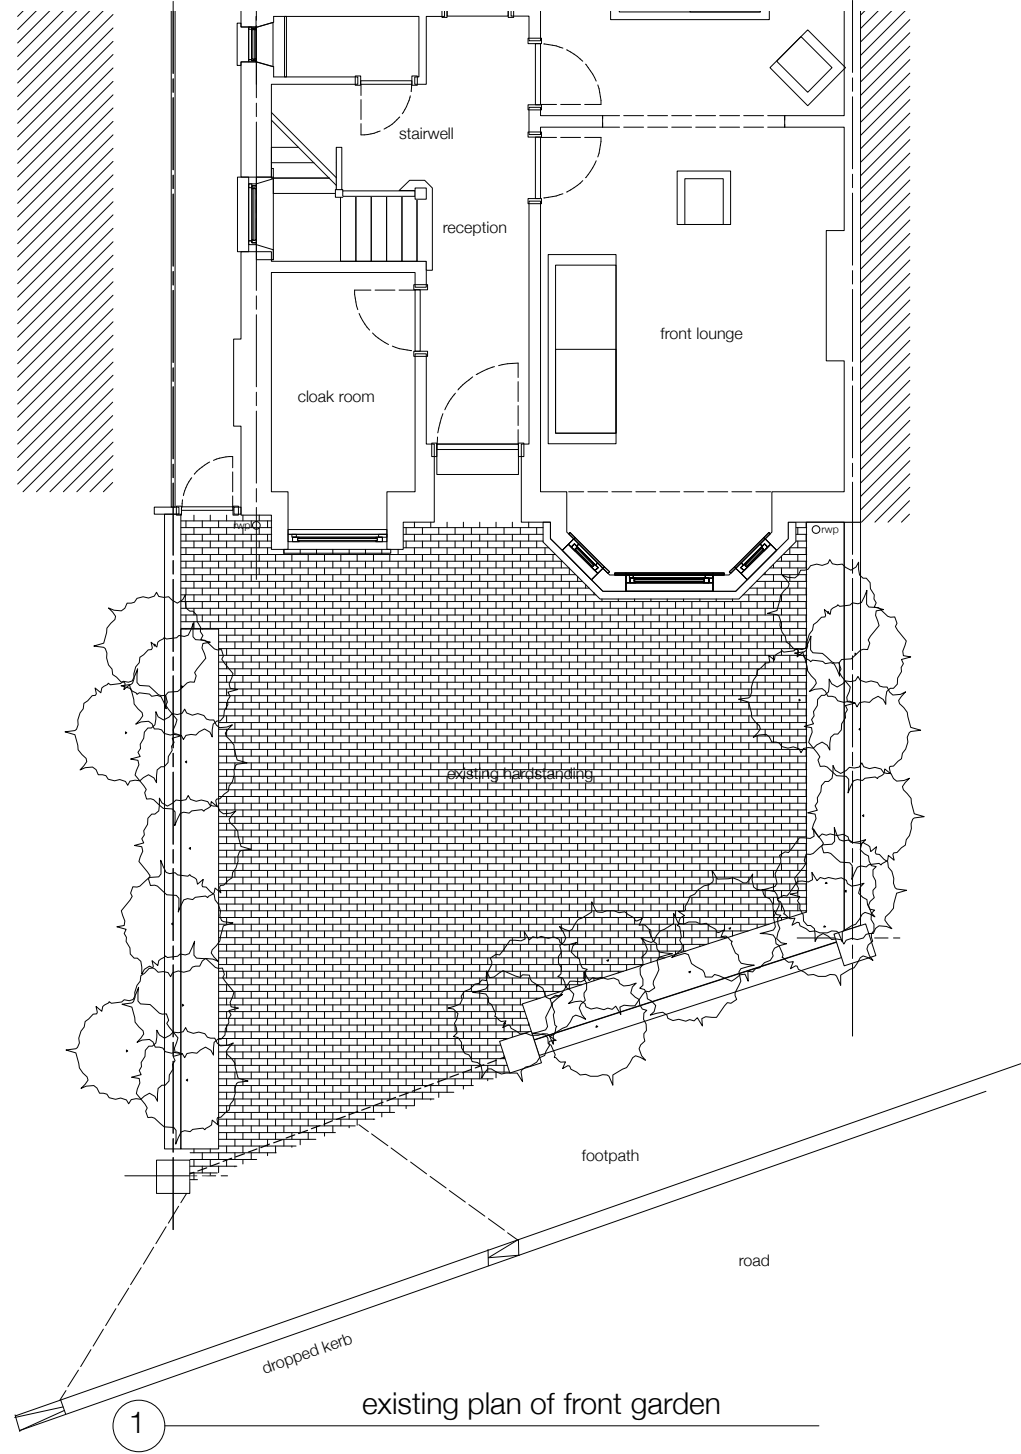 stairwell
reception
front lounge
cloak room
rwp
rwp
existing hardstanding
footpath
road
dropped kerb
existing plan of front garden
1